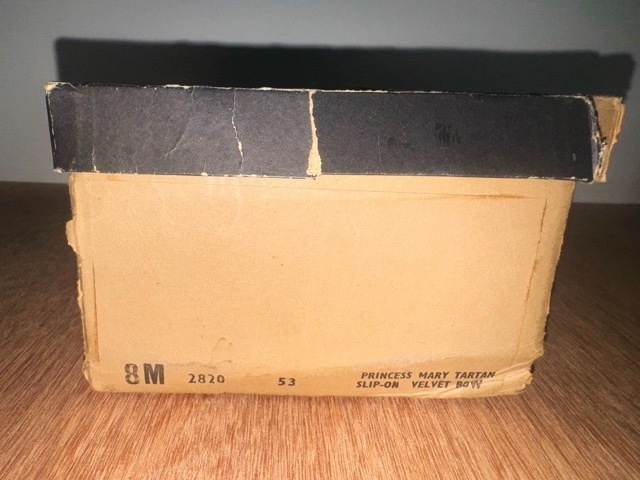 8M 2820 53 PRINCESS MARY TARTAN
SLIP-ON VELVET BOW